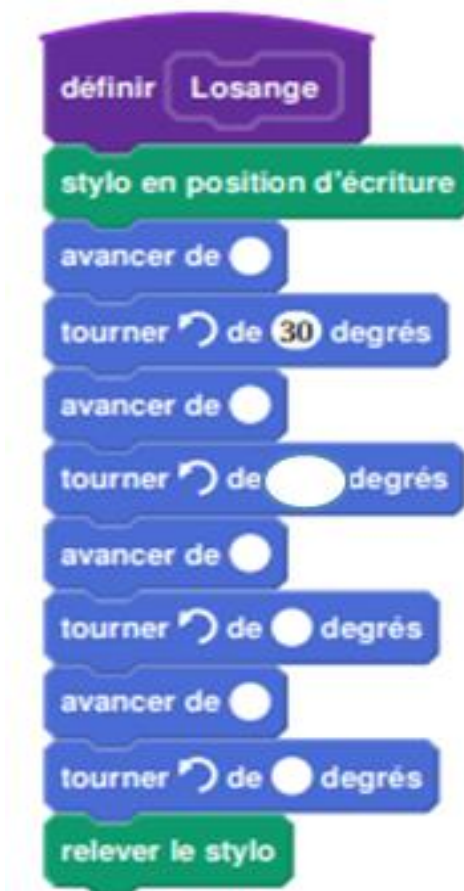 définir Losange
stylo en position d'écriture
avancer de
tourner de 30 degrés
avancer de
tourner de degrés
avancer de
tourner de degrés
avancer de
tourner de degrés
relever le stylo